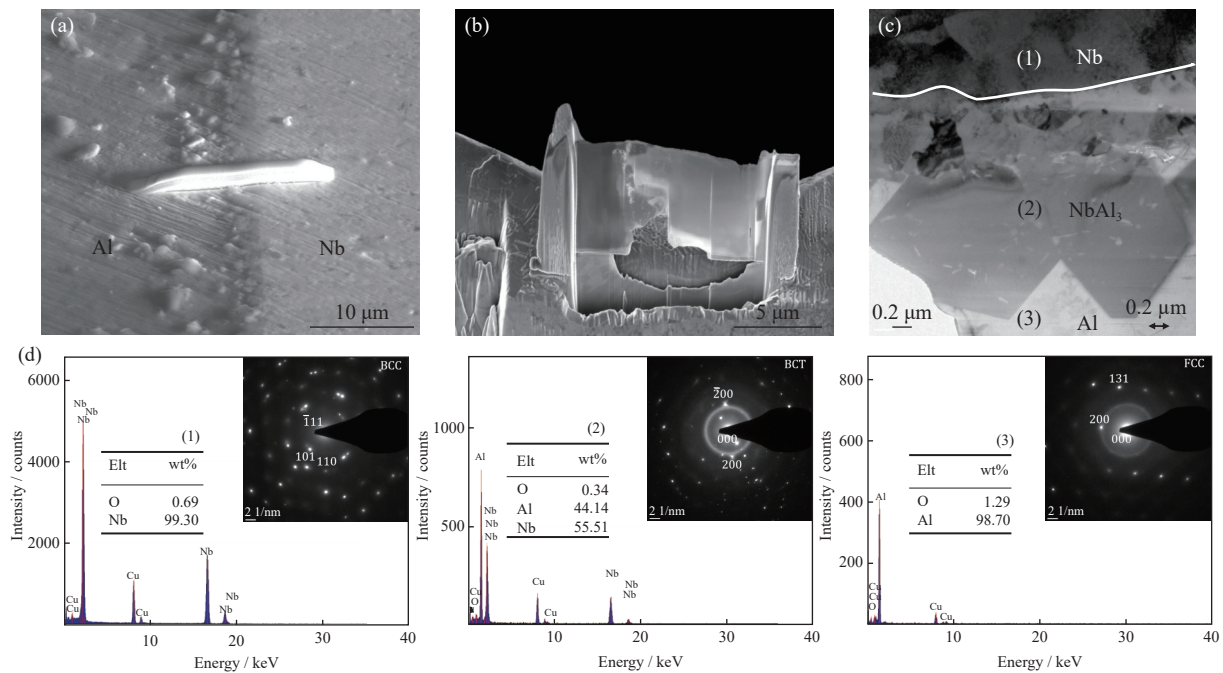 (a)
Al
Nb
10 μm
(b)
5 μm
(c)
(1)
Nb
(2)
NbAl₃
(3)
Al
0.2 μm
0.2 μm
(d)
Intensity / counts
6000
4000
2000
Nb
Nb
Nb
(1)
Elt wt%
O 0.69
Nb 99.30
BCC
1̄11
101
110
2 1/nm
Cu
Cu
Cu
Cu
Nb
Nb
Nb
10 20 30 40
Energy / keV
Intensity / counts
1000
500
Al
Nb
Nb
Nb
(2)
Elt wt%
O 0.34
Al 44.14
Nb 55.51
BCT
2̄00
000
200
2 1/nm
Cu
O
Cu
Cu
Nb
Nb
Nb
10 20 30 40
Energy / keV
Intensity / counts
800
600
400
200
Al
(3)
Elt wt%
O 1.29
Al 98.70
FCC
131
200
000
2 1/nm
Cu
Cu
O
Cu
Cu
10 20 30 40
Energy / keV